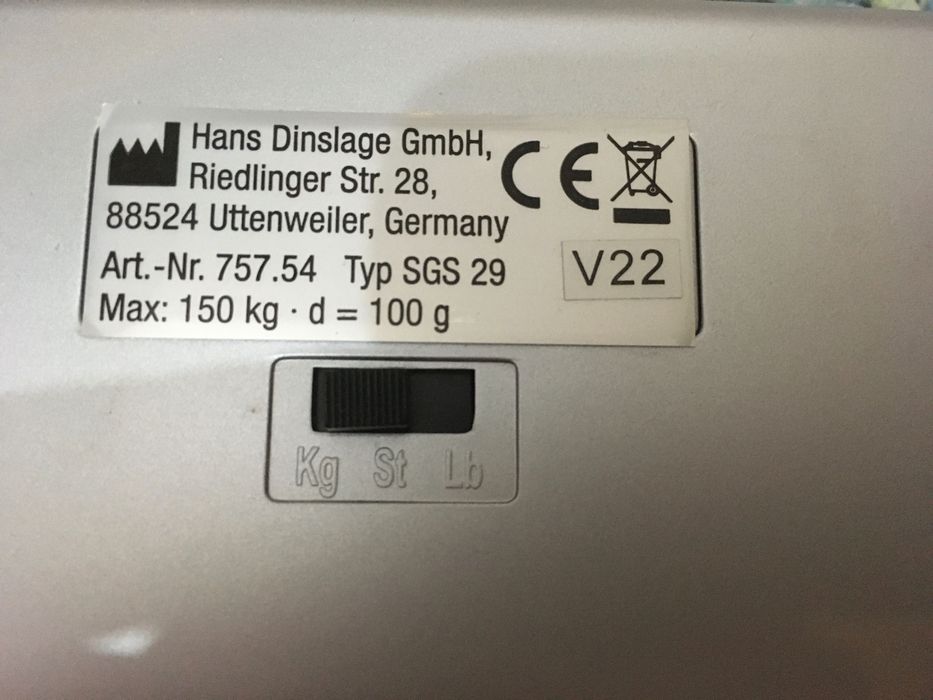 Hans Dinslage GmbH,
Riedlinger Str. 28,
88524 Uttenweiler, Germany
CE
Art.-Nr. 757.54 Typ SGS 29
V22
Max: 150 kg · d = 100 g
Kg St Lb